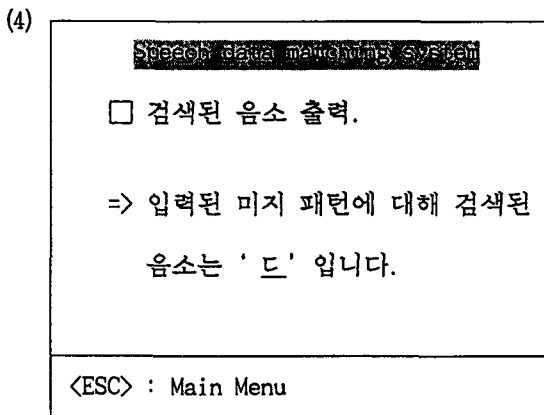 (4)
Speech data matching system
□ 검색된 음소 출력.
=> 입력된 미지 패턴에 대해 검색된
음소는 ' 드' 입니다.
<ESC> : Main Menu